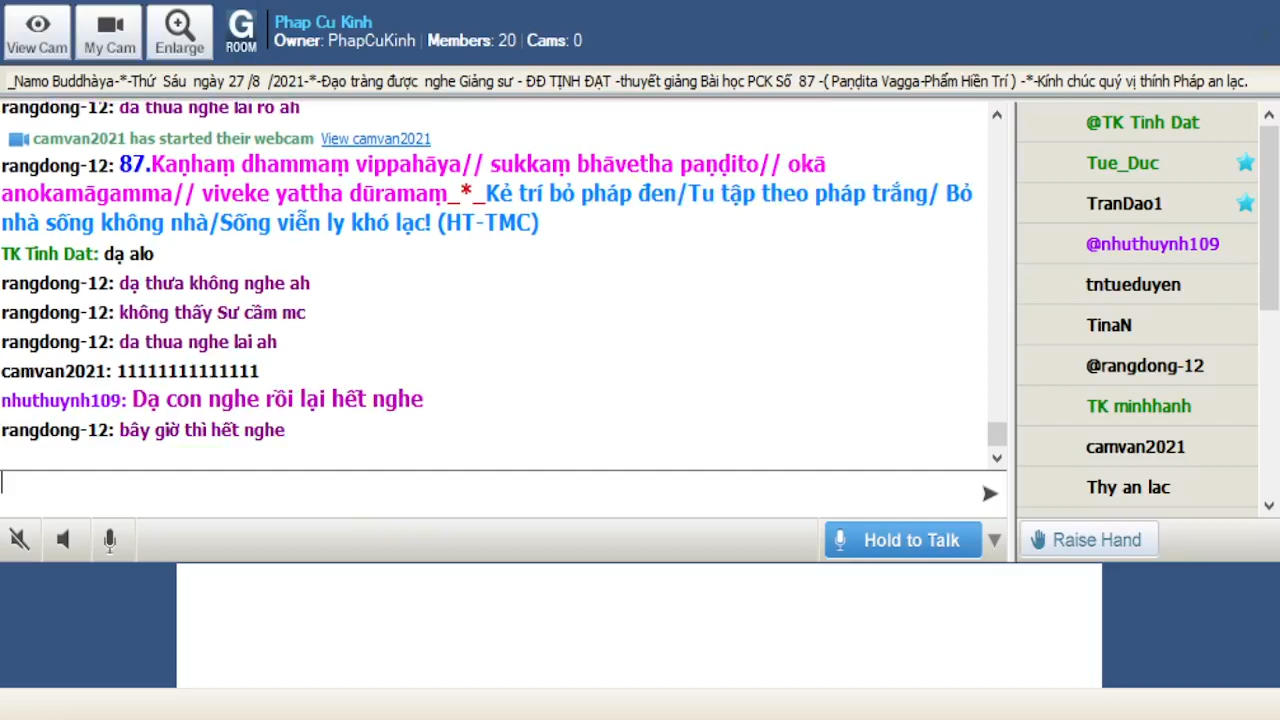 View Cam
My Cam
Enlarge
G
ROOM
Phap Cu Kinh
Owner: PhapCuKinh | Members: 20 | Cams: 0
_Namo Buddhàya-*-Thứ Sáu ngày 27 /8 /2021-*-Đạo tràng được nghe Giảng sư - ĐĐ TỊNH ĐẠT -thuyết giảng Bài học PCK Số 87 -( Paṇḍita Vagga-Phẩm Hiền Trí ) -*-Kính chúc quý vị thính Pháp an lạc.
rangdong-12: da thua nghe lai ro ah
camvan2021 has started their webcam View camvan2021
rangdong-12: 87.Kaṇhaṃ dhammaṃ vippahāya// sukkaṃ bhāvetha paṇḍito// okā
anokamāgamma// viveke yattha dūramaṃ_*_Kẻ trí bỏ pháp đen/Tu tập theo pháp trắng/ Bỏ
nhà sống không nhà/Sống viễn ly khó lạc! (HT-TMC)
TK Tinh Dat: dạ alo
rangdong-12: dạ thưa không nghe ah
rangdong-12: không thấy Sư cầm mc
rangdong-12: da thua nghe lai ah
camvan2021: 11111111111111
nhuthuynh109: Dạ con nghe rồi lại hết nghe
rangdong-12: bây giờ thì hết nghe
@TK Tinh Dat
Tue_Duc
TranDao1
@nhuthuynh109
tntueduyen
TinaN
@rangdong-12
TK minhhanh
camvan2021
Thy an lac
Hold to Talk
Raise Hand